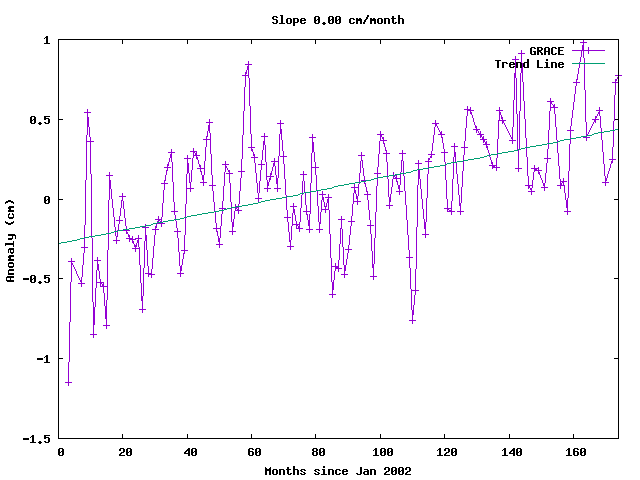 Slope 0.00 cm/month
GRACE
Trend Line
1
0.5
0
-0.5
-1
-1.5
Anomaly (cm)
0 20 40 60 80 100 120 140 160
Months since Jan 2002